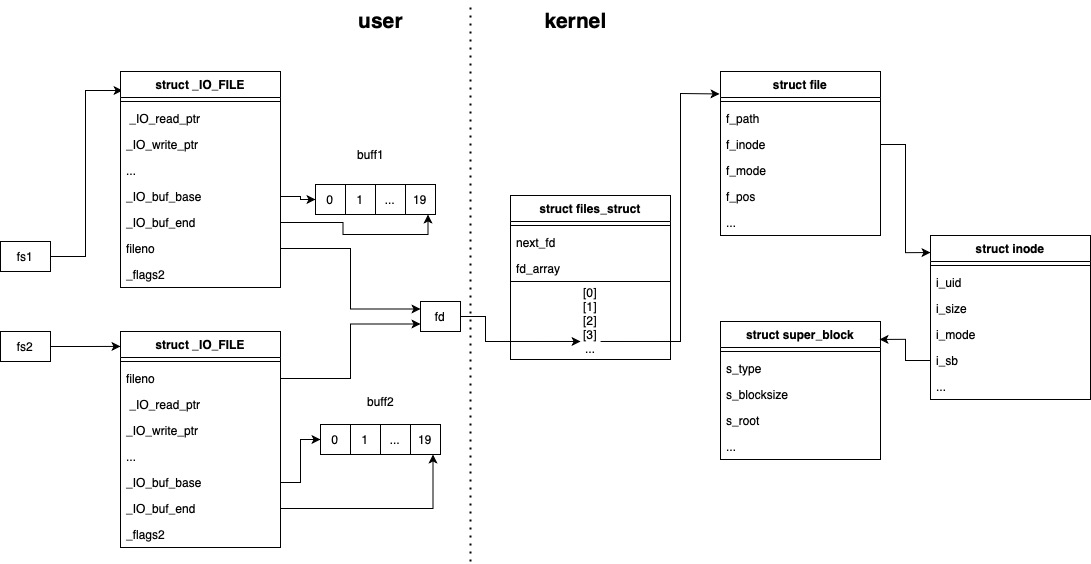 user
kernel
struct _IO_FILE
_IO_read_ptr
_IO_write_ptr
...
_IO_buf_base
_IO_buf_end
fileno
_flags2
buff1
0 1 ... 19
fs1
fs2
struct _IO_FILE
fileno
_IO_read_ptr
_IO_write_ptr
...
_IO_buf_base
_IO_buf_end
_flags2
buff2
0 1 ... 19
fd
struct files_struct
next_fd
fd_array
[0]
[1]
[2]
[3]
...
struct file
f_path
f_inode
f_mode
f_pos
...
struct inode
i_uid
i_size
i_mode
i_sb
...
struct super_block
s_type
s_blocksize
s_root
...